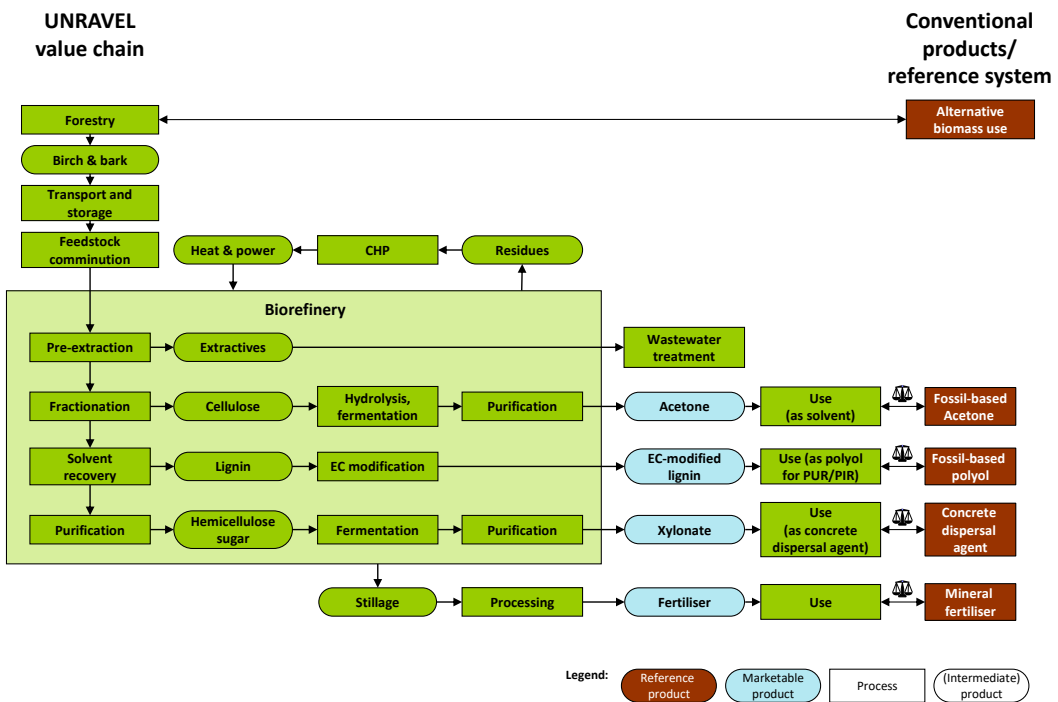 UNRAVEL
value chain
Conventional
products/
reference system
Forestry
Alternative
biomass use
Birch & bark
Transport and
storage
Feedstock
comminution
Heat & power
CHP
Residues
Biorefinery
Pre-extraction
Extractives
Wastewater
treatment
Fractionation
Cellulose
Hydrolysis,
fermentation
Purification
Acetone
Use
(as solvent)
Fossil-based
Acetone
Solvent
recovery
Lignin
EC modification
EC-modified
lignin
Use (as polyol
for PUR/PIR)
Fossil-based
polyol
Purification
Hemicellulose
sugar
Fermentation
Purification
Xylonate
Use
(as concrete
dispersal agent)
Concrete
dispersal
agent
Stillage
Processing
Fertiliser
Use
Mineral
fertiliser
Legend:
Reference
product
Marketable
product
Process
(Intermediate)
product